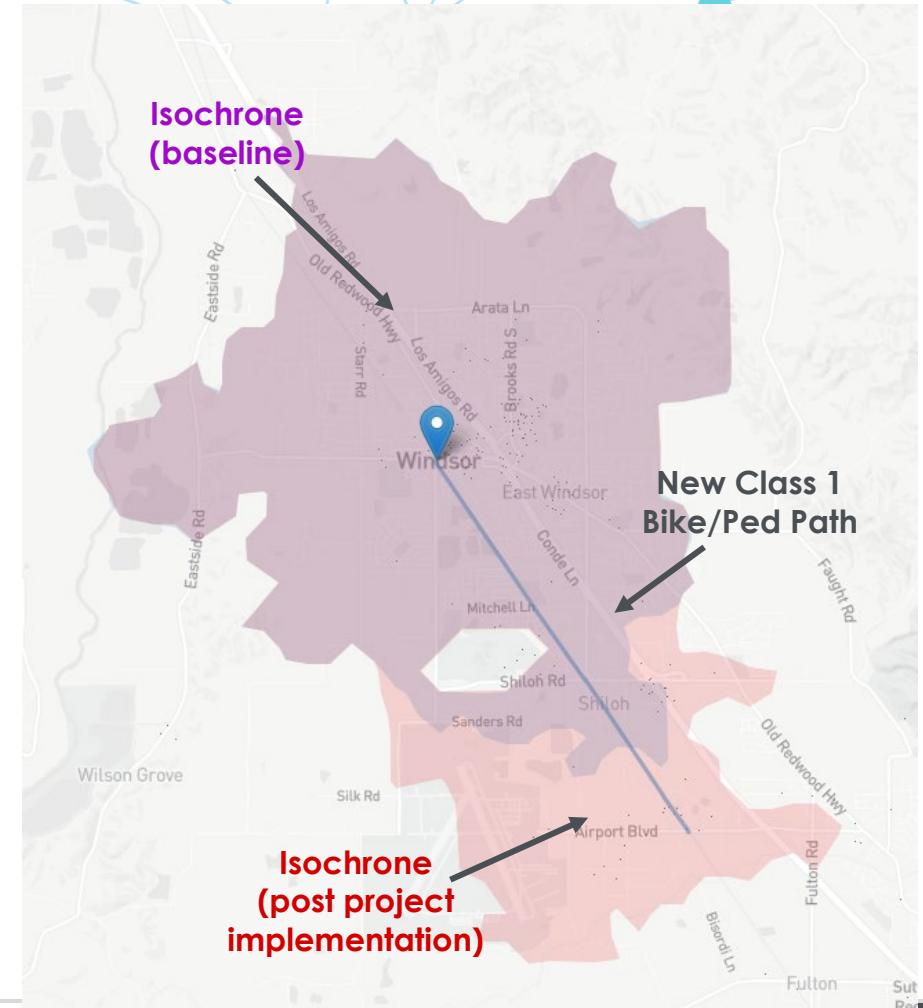 Isochrone
(baseline)
Los Amigos Rd
Old Redwood Hwy
Eastside Rd
Arata Ln
Starr Rd
Los Amigos Rd
Brooks Rd S
Windsor
East Windsor
New Class 1
Bike/Ped Path
Eastside Rd
Conde Ln
Faught Rd
Mitchell Ln
Shiloh Rd
Shiloh
Sanders Rd
Old Redwood Hwy
Wilson Grove
Silk Rd
Airport Blvd
Isochrone
(post project
implementation)
Fulton Rd
Bisordi Ln
Fulton
Sut